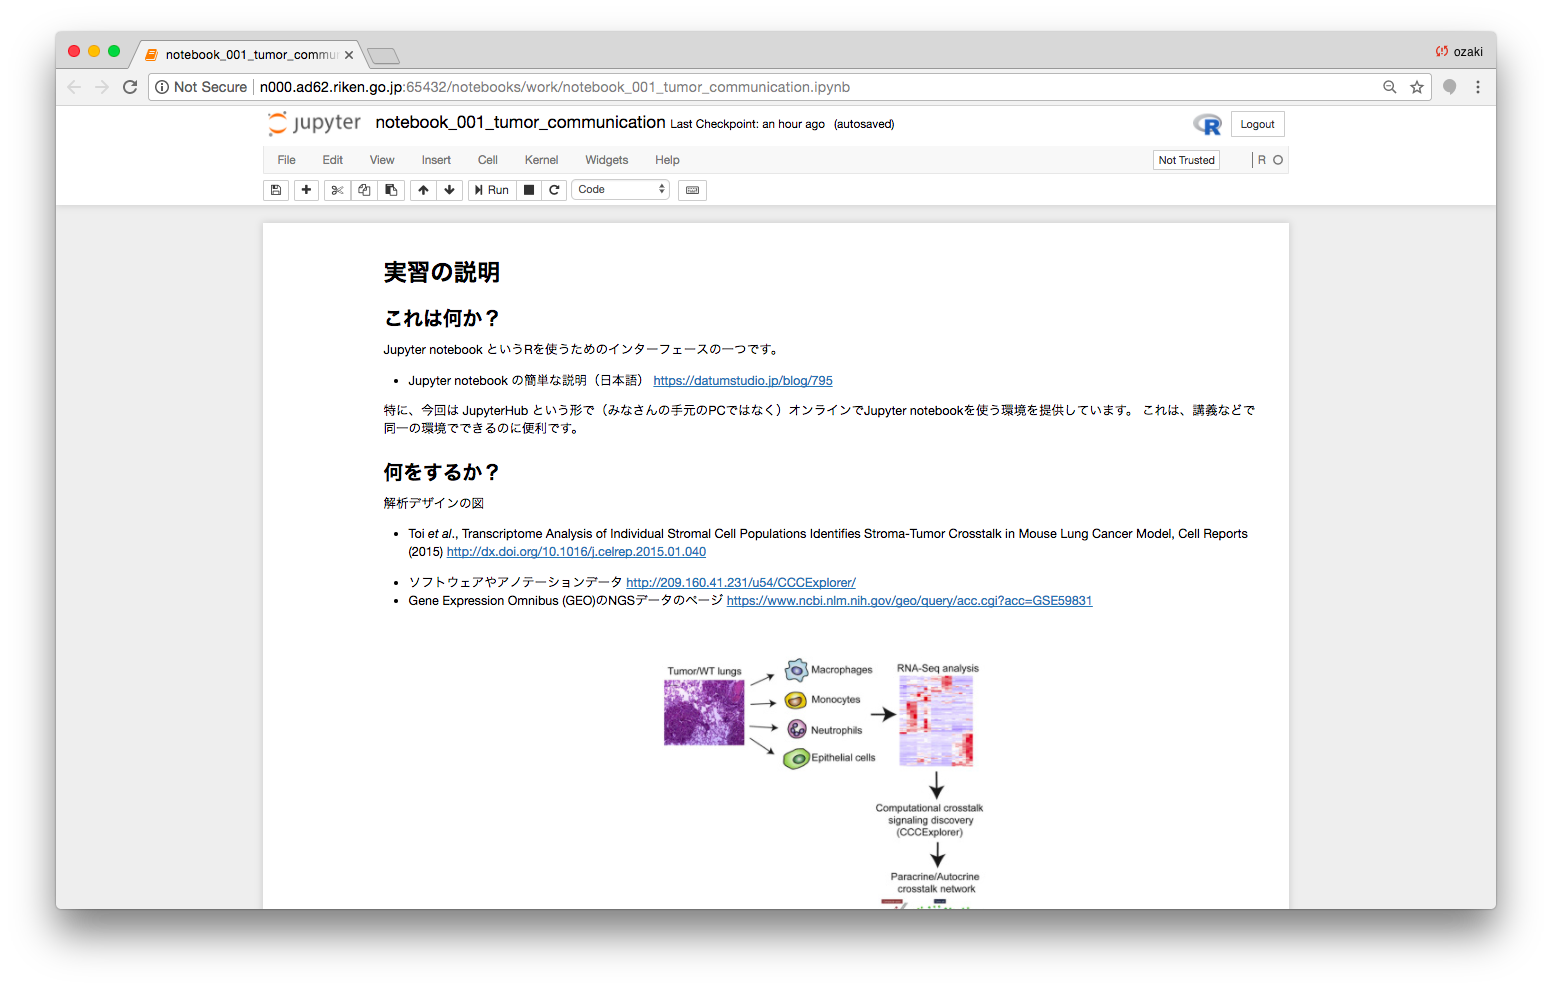 notebook_001_tumor_commu
ozaki
Not Secure n000.ad62.riken.go.jp:65432/notebooks/work/notebook_001_tumor_communication.ipynb
jupyter notebook_001_tumor_communication Last Checkpoint: an hour ago (autosaved) R Logout
File Edit View Insert Cell Kernel Widgets Help Not Trusted R
Run Code
実習の説明
これは何か？
Jupyter notebook というRを使うためのインターフェースの一つです。
• Jupyter notebook の簡単な説明（日本語） https://datumstudio.jp/blog/795
特に、今回は JupyterHub という形で（みなさんの手元のPCではなく）オンラインでJupyter notebookを使う環境を提供しています。 これは、講義などで
同一の環境でできるのに便利です。
何をするか？
解析デザインの図
• Toi et al., Transcriptome Analysis of Individual Stromal Cell Populations Identifies Stroma-Tumor Crosstalk in Mouse Lung Cancer Model, Cell Reports
(2015) http://dx.doi.org/10.1016/j.celrep.2015.01.040
• ソフトウェアやアノテーションデータ http://209.160.41.231/u54/CCCExplorer/
• Gene Expression Omnibus (GEO)のNGSデータのページ https://www.ncbi.nlm.nih.gov/geo/query/acc.cgi?acc=GSE59831
Tumor/WT lungs
Macrophages
Monocytes
Neutrophils
Epithelial cells
RNA-Seq analysis
Computational crosstalk
signaling discovery
(CCCExplorer)
Paracrine/Autocrine
crosstalk network